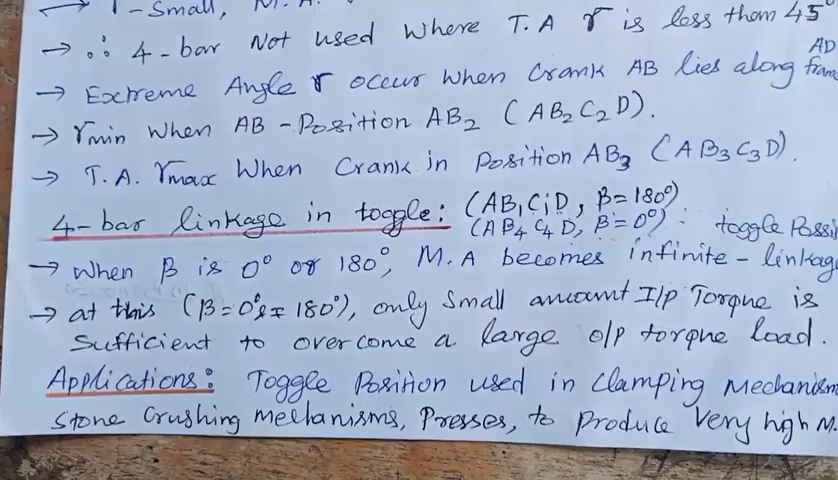 → γ - Small, M.A.
→ ∴ 4-bar Not used Where T.A γ is less than 45°
→ Extreme Angle γ occur when Crank AB lies along AD fram
→ γmin when AB - Position AB₂ (AB₂C₂D).
→ T.A. γmax When Crank in Position AB₃ (AB₃C₃D).
4-bar linkage in toggle: (AB₁C₁D, β=180°)
(AB₄C₄D, β=0°): toggle Possi
→ When β is 0° or 180°, M.A becomes infinite - linkag
→ at this (β=0° & = 180°), only Small amount I/p Torque is
Sufficient to overcome a large o/p torque load.
Applications: Toggle Position used in Clamping Mechanism
Stone Crushing mechanisms, Presses, to Produce very high M.